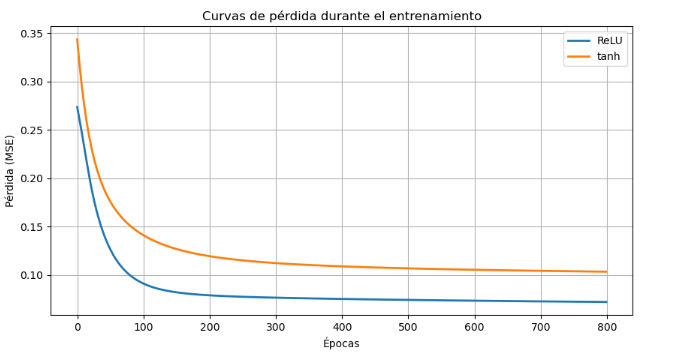 Curvas de pérdida durante el entrenamiento
ReLU
tanh
Pérdida (MSE)
0.35
0.30
0.25
0.20
0.15
0.10
0 100 200 300 400 500 600 700 800
Épocas